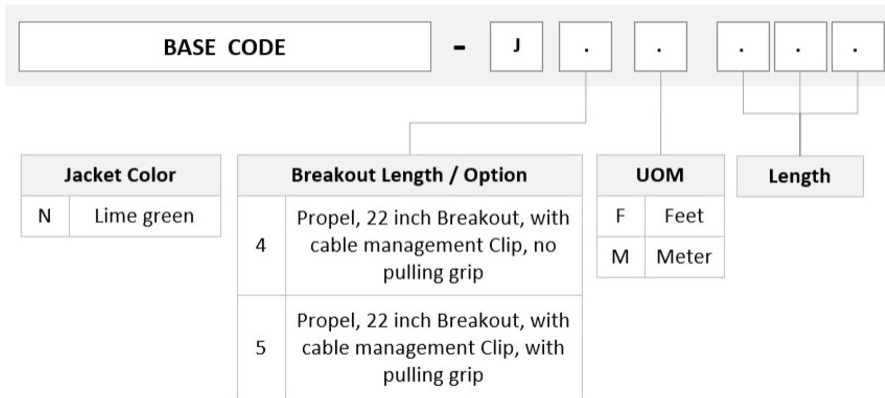 BASE CODE - J . . . . .
Jacket Color
N Lime green
Breakout Length / Option
4 Propel, 22 inch Breakout, with
cable management Clip, no
pulling grip
5 Propel, 22 inch Breakout, with
cable management Clip, with
pulling grip
UOM
F Feet
M Meter
Length